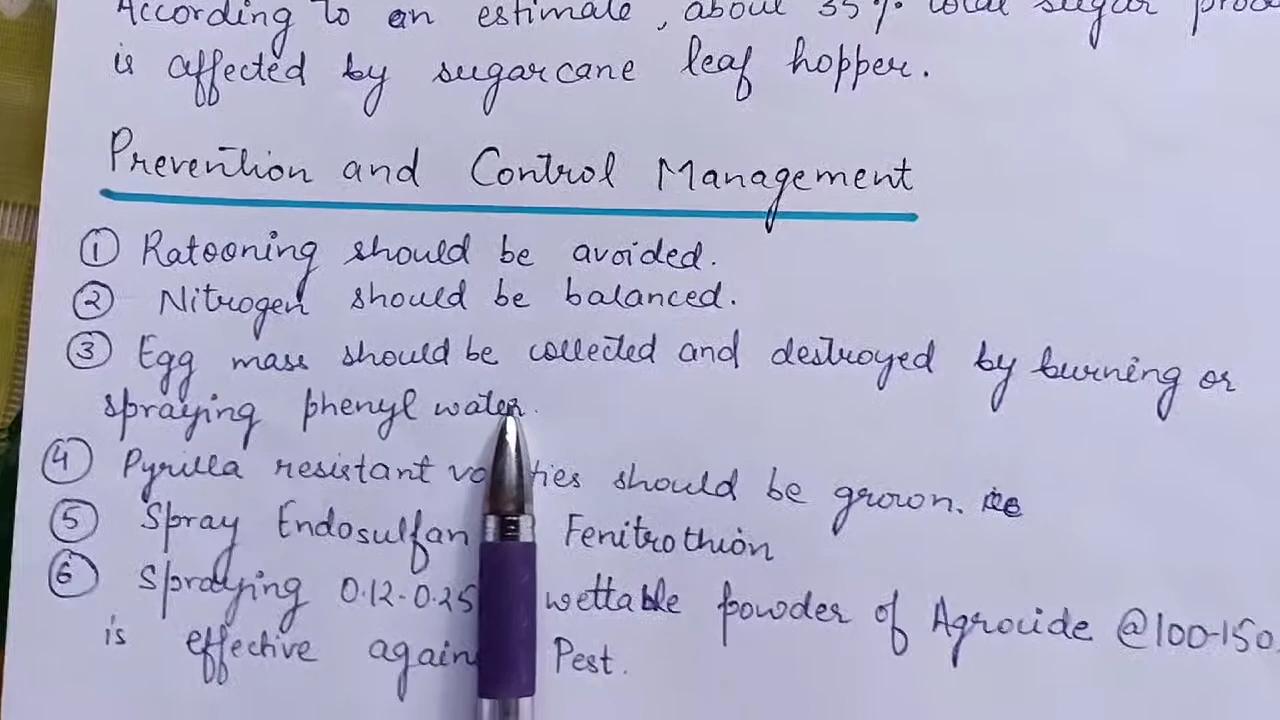 According to an estimate, about 35% total sugar
is affected by sugarcane leaf hopper.
Prevention and Control Management
① Ratooning should be avoided.
② Nitrogen should be balanced.
③ Egg mass should be collected and destroyed by burning or
spraying phenyl water.
④ Pyrilla resistant should be grown.
⑤ Spray Endosulfan Fenitrothion
⑥ Spraying 0.12-0.25 wettable powder of Agrocide @100-150
is effective Pest.